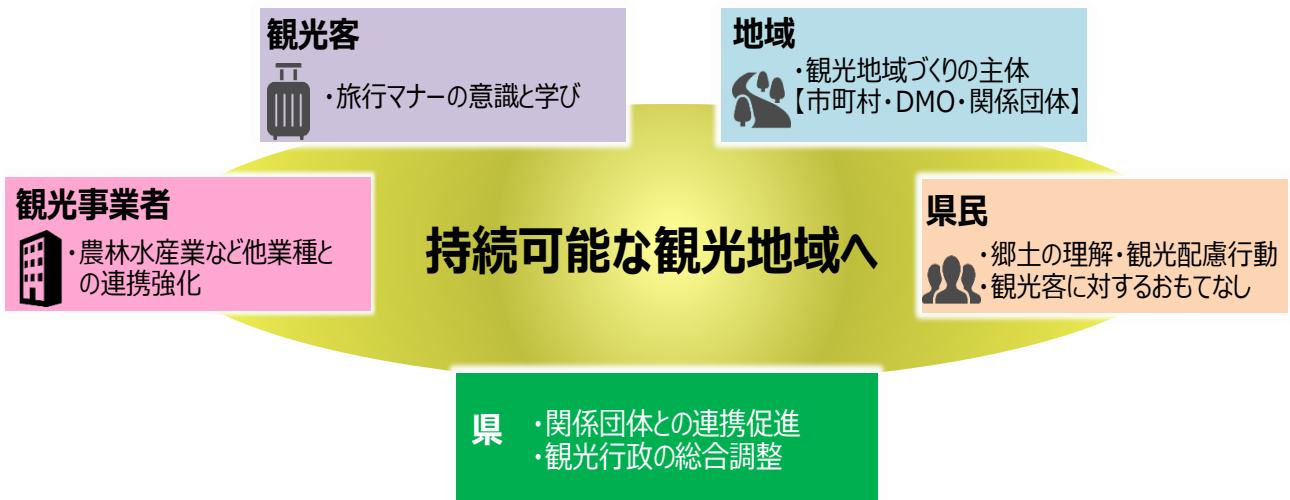 観光客
・旅行マナーの意識と学び
地域
・観光地域づくりの主体
【市町村・DMO・関係団体】
観光事業者
・農林水産業など他業種と
の連携強化
持続可能な観光地域へ
県民
・郷土の理解・観光配慮行動
・観光客に対するおもてなし
県
・関係団体との連携促進
・観光行政の総合調整